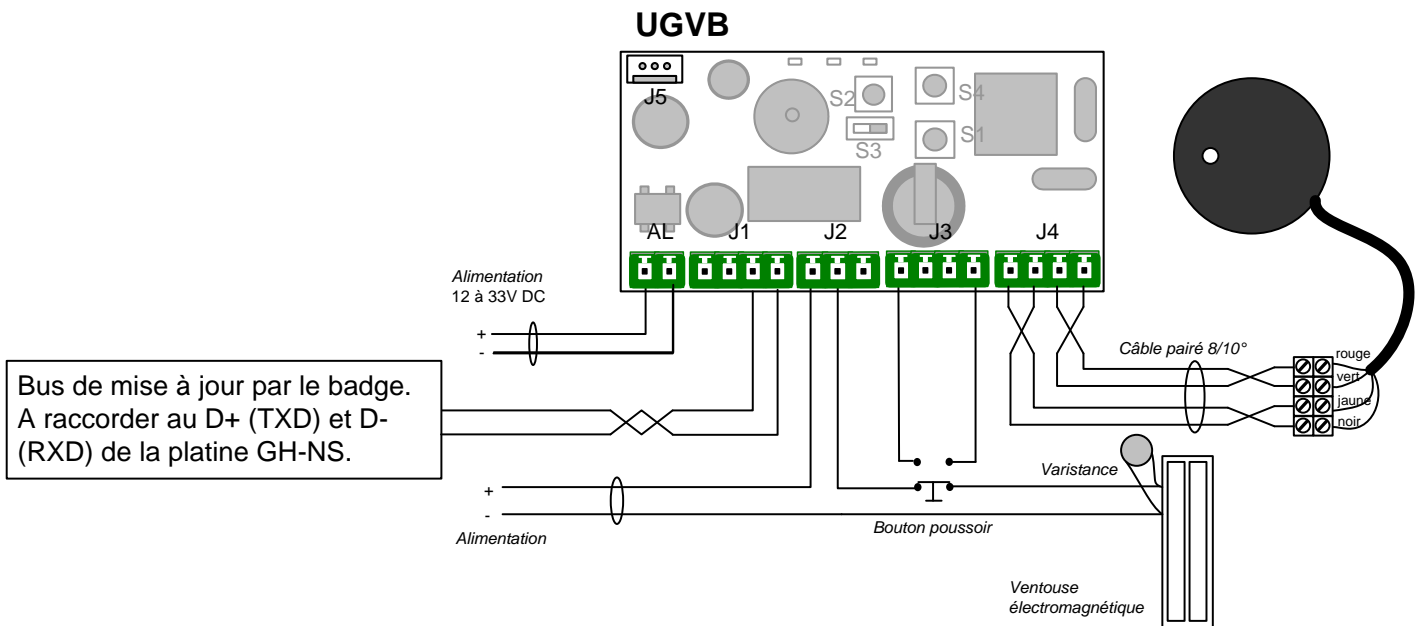 UGVB
J5
S2
S4
S3
S1
AL
J1
J2
J3
J4
Alimentation
12 à 33V DC
+
-
Câble pairé 8/10°
rouge
vert
jaune
noir
Bus de mise à jour par le badge.
A raccorder au D+ (TXD) et D-
(RXD) de la platine GH-NS.
+
-
Alimentation
Varistance
Bouton poussoir
Ventouse
électromagnétique